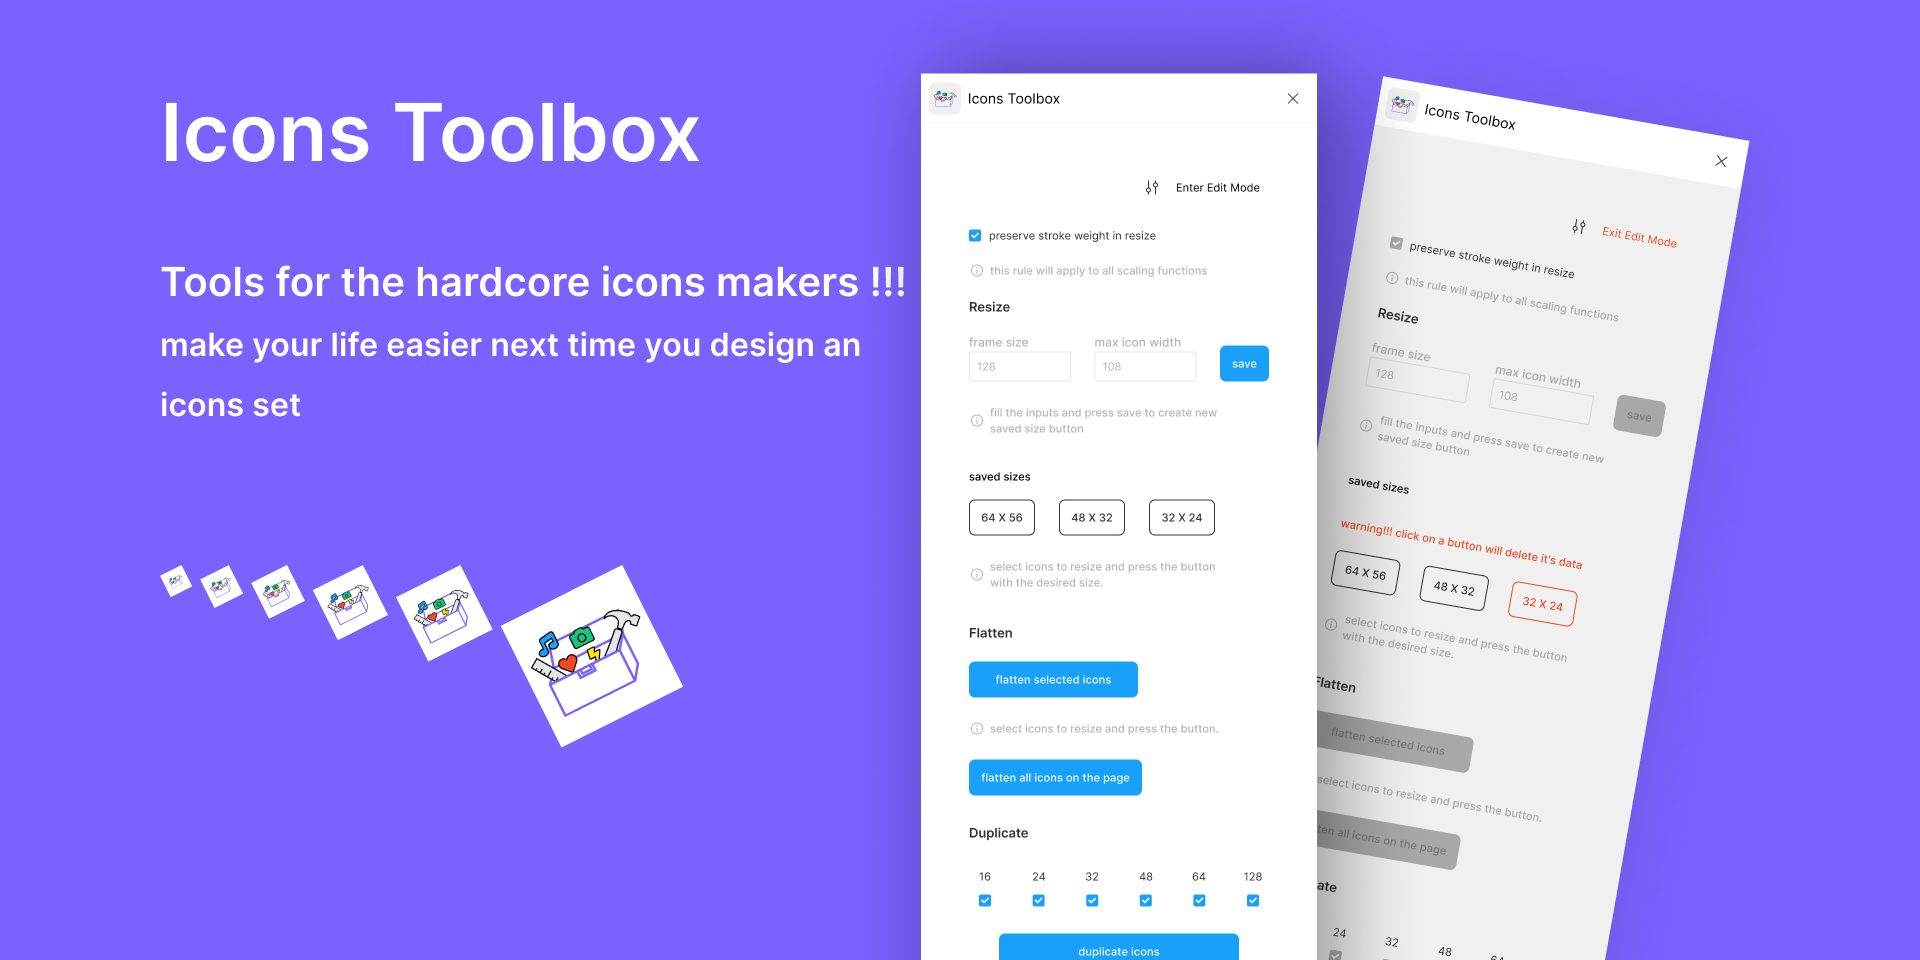 Icons Toolbox
Tools for the hardcore icons makers !!!
make your life easier next time you design an
icons set
Icons Toolbox
Enter Edit Mode
preserve stroke weight in resize
this rule will apply to all scaling functions
Resize
frame size
max icon width
128
108
save
fill the inputs and press save to create new
saved size button
saved sizes
64 X 56
48 X 32
32 X 24
select icons to resize and press the button
with the desired size.
Flatten
flatten selected icons
select icons to resize and press the button.
flatten all icons on the page
Duplicate
16 24 32 48 64 128
duplicate icons
Icons Toolbox
Exit Edit Mode
preserve stroke weight in resize
this rule will apply to all scaling functions
Resize
frame size
max icon width
128
108
save
fill the inputs and press save to create new
saved size button
saved sizes
warning!!! click on a button will delete it's data
64 X 56
48 X 32
32 X 24
select icons to resize and press the button
with the desired size.
Flatten
flatten selected icons
select icons to resize and press the button.
all icons on the page
24 32 48